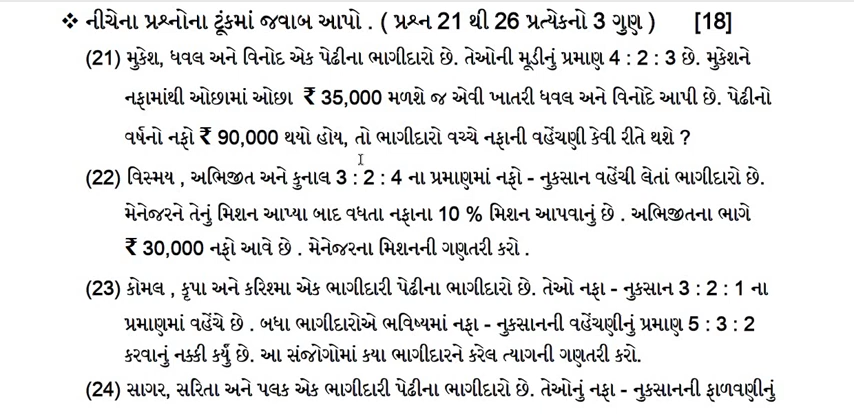 ❖ નીચેના પ્રશ્નોના ટૂંકમાં જવાબ આપો . ( પ્રશ્ન 21 થી 26 પ્રત્યેકનો 3 ગુણ ) [18]
(21) મુકેશ, ધવલ અને વિનોદ એક પેઢીના ભાગીદારો છે. તેઓની મૂડીનું પ્રમાણ 4 : 2 : 3 છે. મુકેશને
નફામાંથી ઓછામાં ઓછા ₹ 35,000 મળશે જ એવી ખાતરી ધવલ અને વિનોદે આપી છે. પેઢીનો
વર્ષનો નફો ₹ 90,000 થયો હોય, તો ભાગીદારો વચ્ચે નફાની વહેંચણી કેવી રીતે થશે ?
(22) વિસ્મય , અભિજીત અને કુનાલ 3 : 2 : 4 ના પ્રમાણમાં નફો - નુકસાન વહેંચી લેતાં ભાગીદારો છે.
મેનેજરને તેનું મિશન આપ્યા બાદ વધતા નફાના 10 % મિશન આપવાનું છે . અભિજીતના ભાગે
₹ 30,000 નફો આવે છે . મેનેજરના મિશનની ગણતરી કરો .
(23) કોમલ , કૃપા અને કરિશ્મા એક ભાગીદારી પેઢીના ભાગીદારો છે. તેઓ નફા - નુકસાન 3 : 2 : 1 ના
પ્રમાણમાં વહેંચે છે . બધા ભાગીદારોએ ભવિષ્યમાં નફા - નુકસાનની વહેંચણીનું પ્રમાણ 5 : 3 : 2
કરવાનું નક્કી કર્યું છે. આ સંજોગોમાં કયા ભાગીદારને કરેલ ત્યાગની ગણતરી કરો.
(24) સાગર, સરિતા અને પલક એક ભાગીદારી પેઢીના ભાગીદારો છે. તેઓનું નફા - નુકસાનની ફાળવણીનું